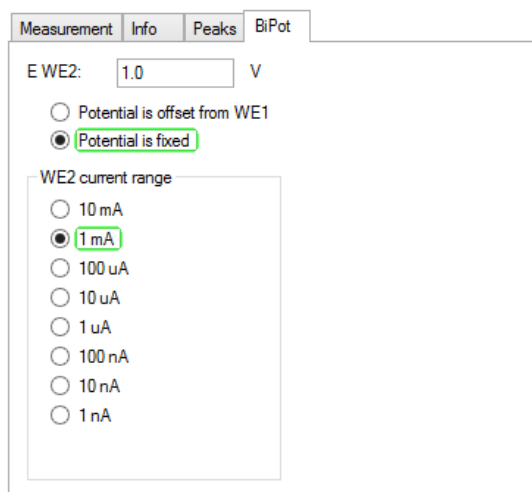 Measurement Info Peaks BiPot
E WE2: 1.0 V
Potential is offset from WE1
Potential is fixed
WE2 current range
10 mA
1 mA
100 uA
10 uA
1 uA
100 nA
10 nA
1 nA